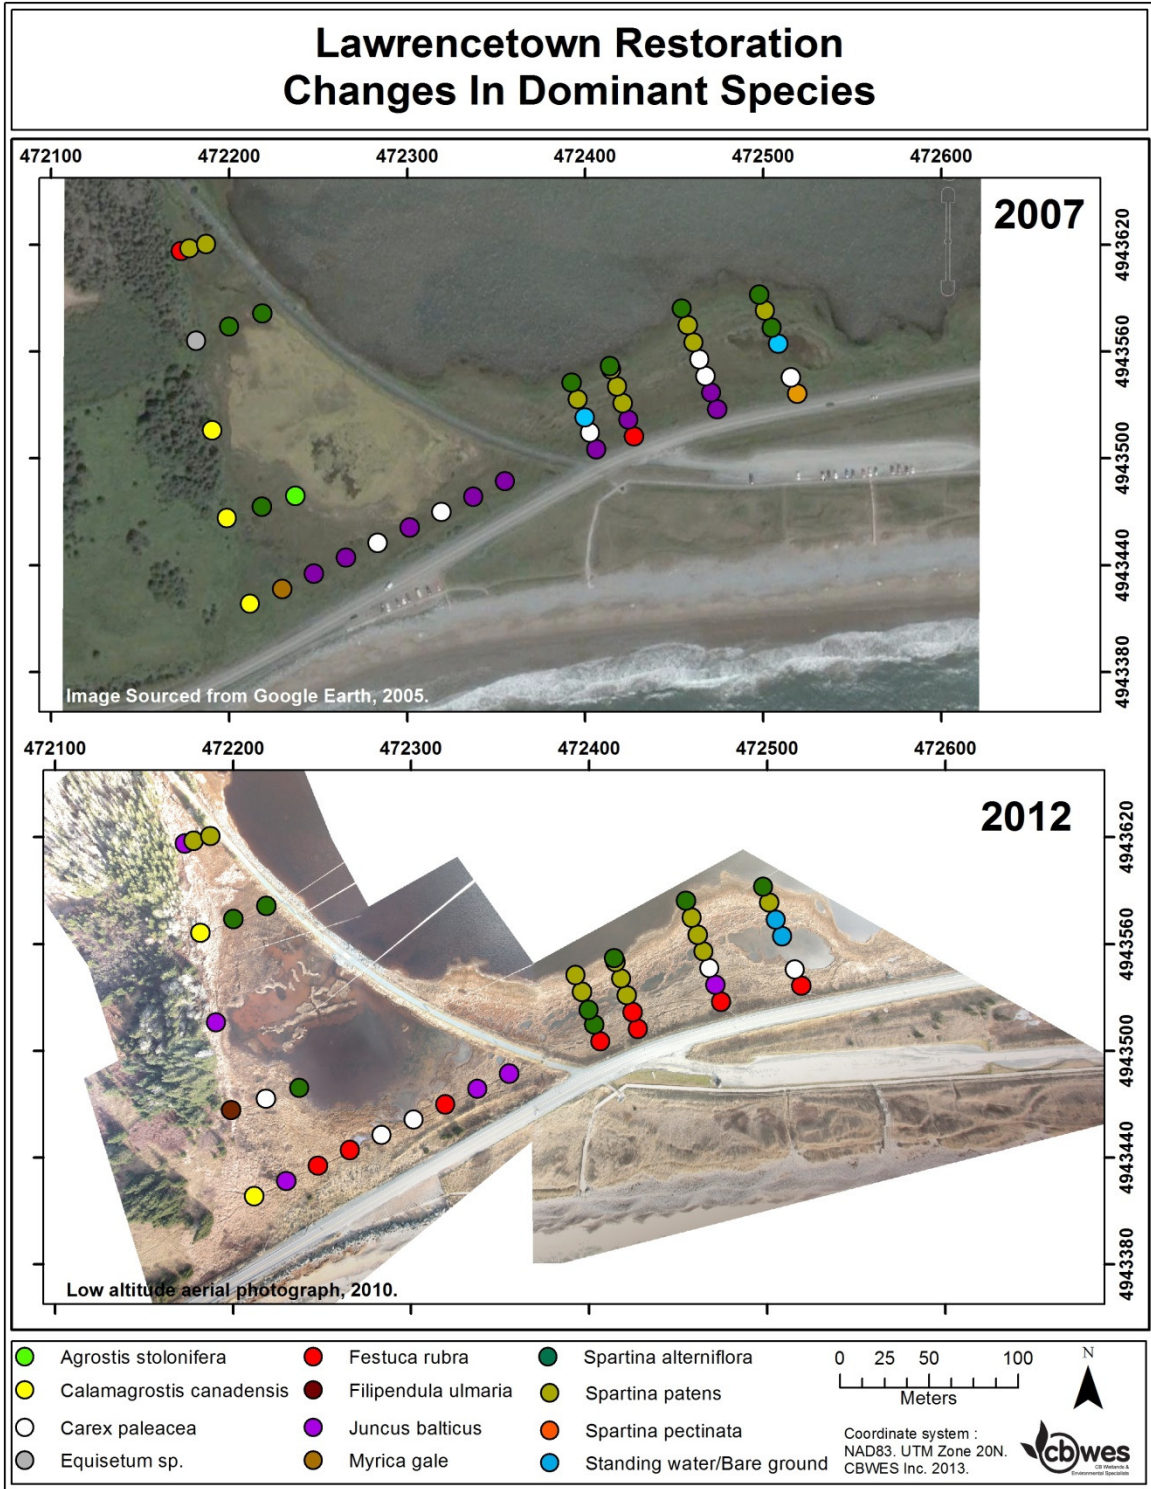 Lawrencetown Restoration
Changes In Dominant Species
472100 472200 472300 472400 472500 472600
2007
4943620
4943560
4943500
4943440
4943380
Image Sourced from Google Earth, 2005.
472100 472200 472300 472400 472500 472600
2012
4943620
4943560
4943500
4943440
4943380
Low altitude aerial photograph, 2010.
Agrostis stolonifera
Calamagrostis canadensis
Carex paleacea
Equisetum sp.
Festuca rubra
Filipendula ulmaria
Juncus balticus
Myrica gale
Spartina alterniflora
Spartina patens
Spartina pectinata
Standing water/Bare ground
0 25 50 100
Meters
N
Coordinate system :
NAD83. UTM Zone 20N.
CBWES Inc. 2013.
cbwes
CB Wetlands &
Environmental Specialists